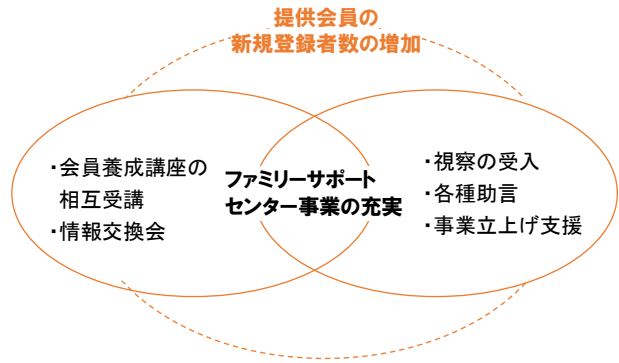 提供会員の
新規登録者数の増加
・会員養成講座の
相互受講
・情報交換会
ファミリーサポート
センター事業の充実
・視察の受入
・各種助言
・事業立上げ支援